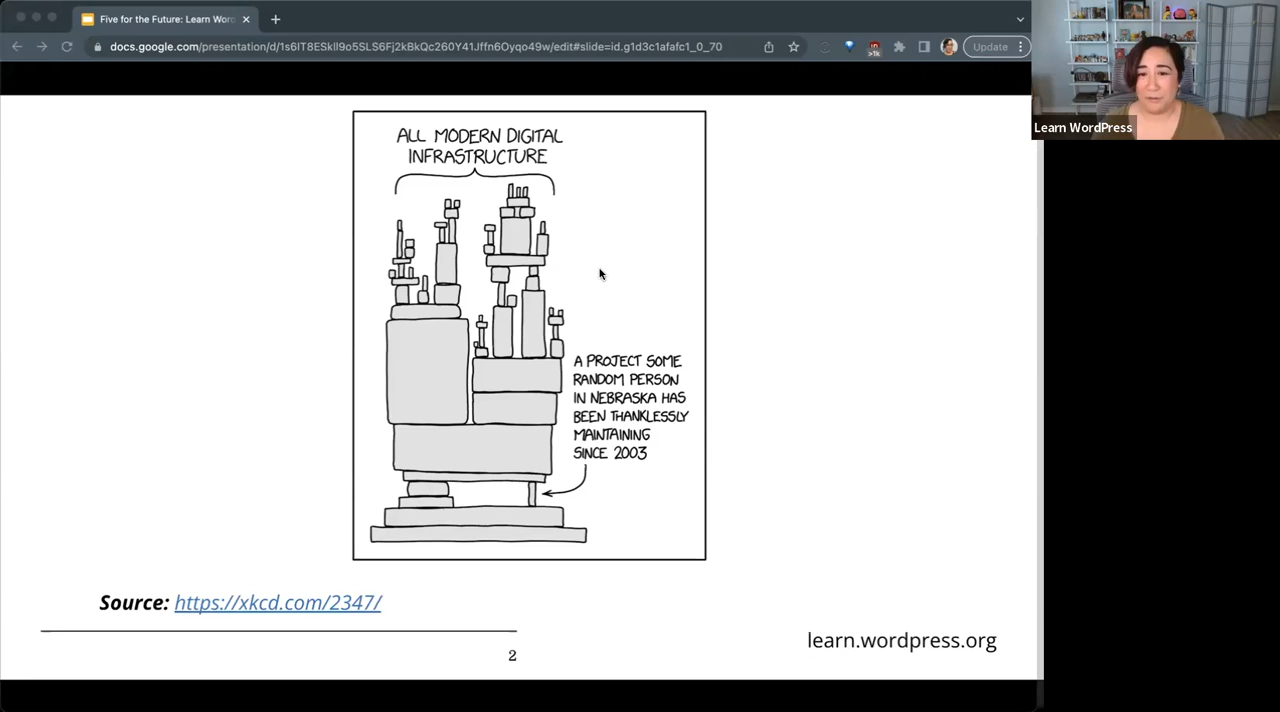 Five for the Future: Learn Word
docs.google.com/presentation/d/1s6IT8ESkIl9o5SLS6Fj2kBkQc260Y41Jffn6Oyqo49w/edit#slide=id.g1d3c1afafc1_0_70
>1k
Update
Learn WordPress
ALL MODERN DIGITAL
INFRASTRUCTURE
A PROJECT SOME
RANDOM PERSON
IN NEBRASKA HAS
BEEN THANKLESSLY
MAINTAINING
SINCE 2003
Source: https://xkcd.com/2347/
learn.wordpress.org
2